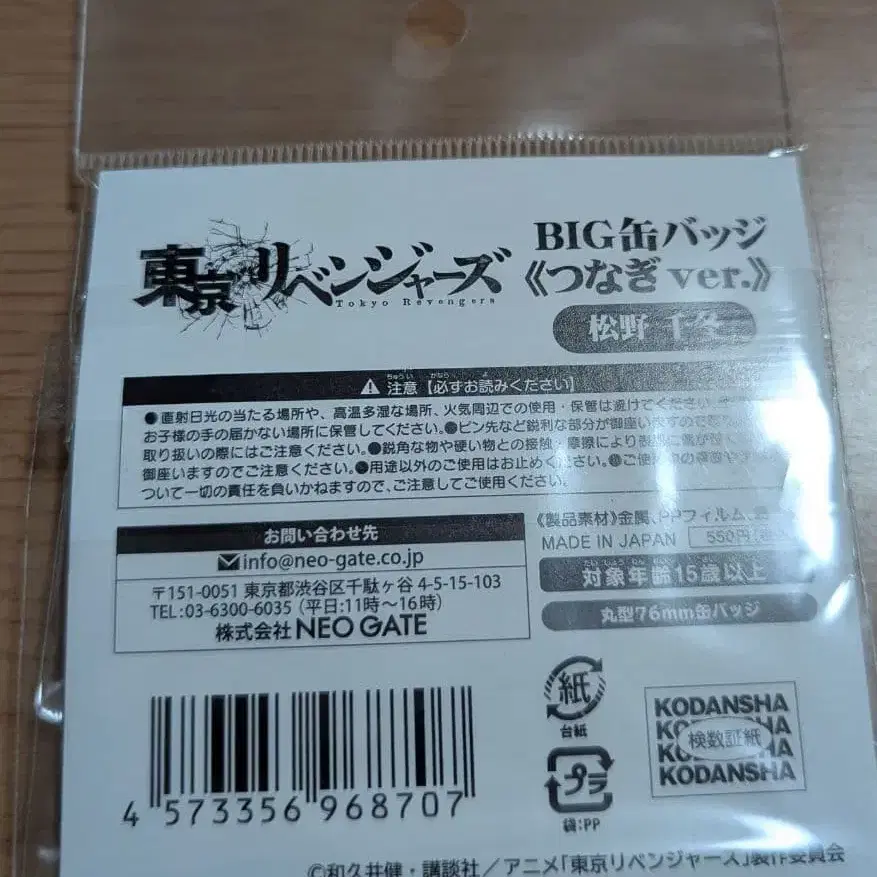 東京リベンジャーズ
Tokyo Revengers
BIG缶バッジ
《つなぎver.》
松野 千冬
⚠ 注意【必ずお読みください】
●直射日光の当たる場所や、高温多湿な場所、火気周辺での使用・保管は避けてください
お子様の手の届かない場所に保管してください。●ピン先など鋭利な部分が御座いますので
取り扱いの際にはご注意ください。●鋭角な物や硬い物との接触・摩擦により表面に傷が
御座いますのでご注意ください。●用途以外のご使用はお止めください。●ご使用
ついて一切の責任を負いかねますので、ご注意してご使用ください。
お問い合わせ先
info@neo-gate.co.jp
〒151-0051 東京都渋谷区千駄ヶ谷 4-5-15-103
TEL:03-6300-6035 (平日:11時〜16時)
株式会社 NEO GATE
《製品素材》金属、PPフィルム、
MADE IN JAPAN 550円
対象年齢15歳以上
丸型76mm缶バッジ
4 573356 968707
紙
台紙
プラ
袋:PP
KODANSHA
KODANSHA
検数証紙
KODANSHA
KODANSHA
©和久井健・講談社／アニメ「東京リベンジャーズ」製作委員会